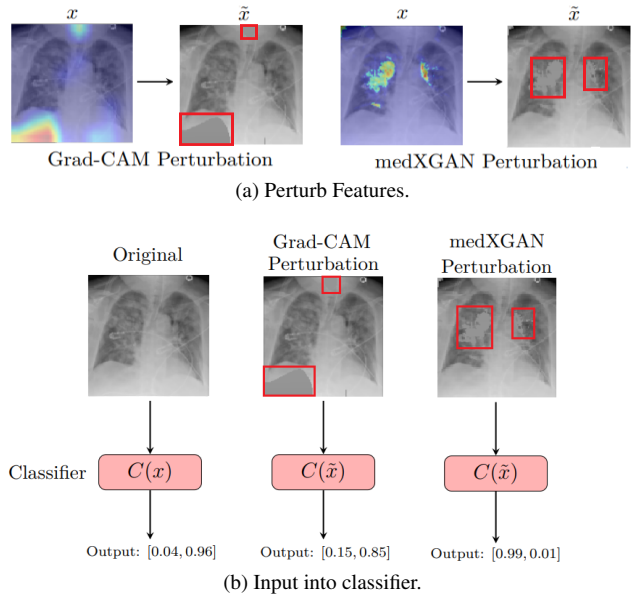 x
x̃
x
x̃
Grad-CAM Perturbation
medXGAN Perturbation
(a) Perturb Features.
Original
Grad-CAM
Perturbation
medXGAN
Perturbation
Classifier
C(x)
C(x̃)
C(x̃)
Output: [0.04, 0.96]
Output: [0.15, 0.85]
Output: [0.99, 0.01]
(b) Input into classifier.